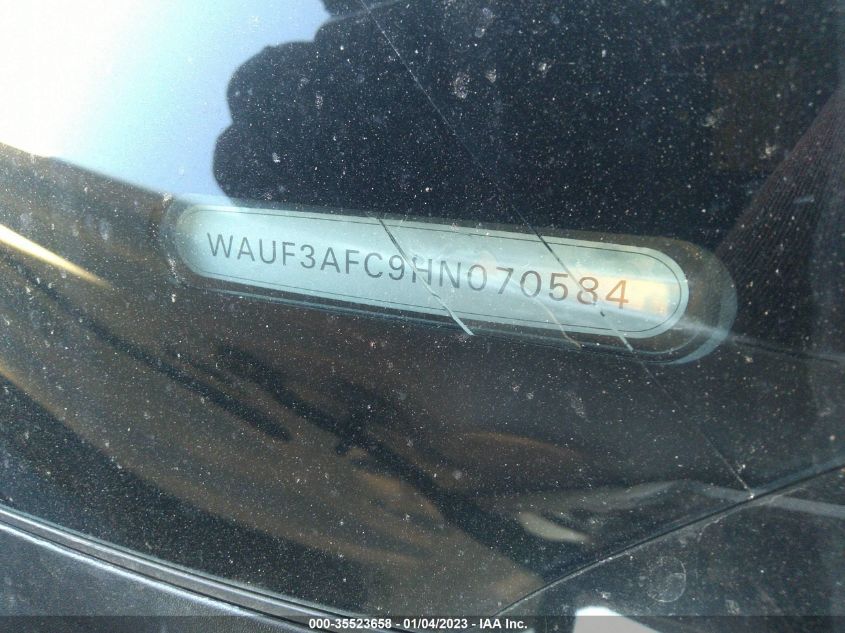 WAUF3AFC9HN070584
000-35523658 - 01/04/2023 - IAA Inc.